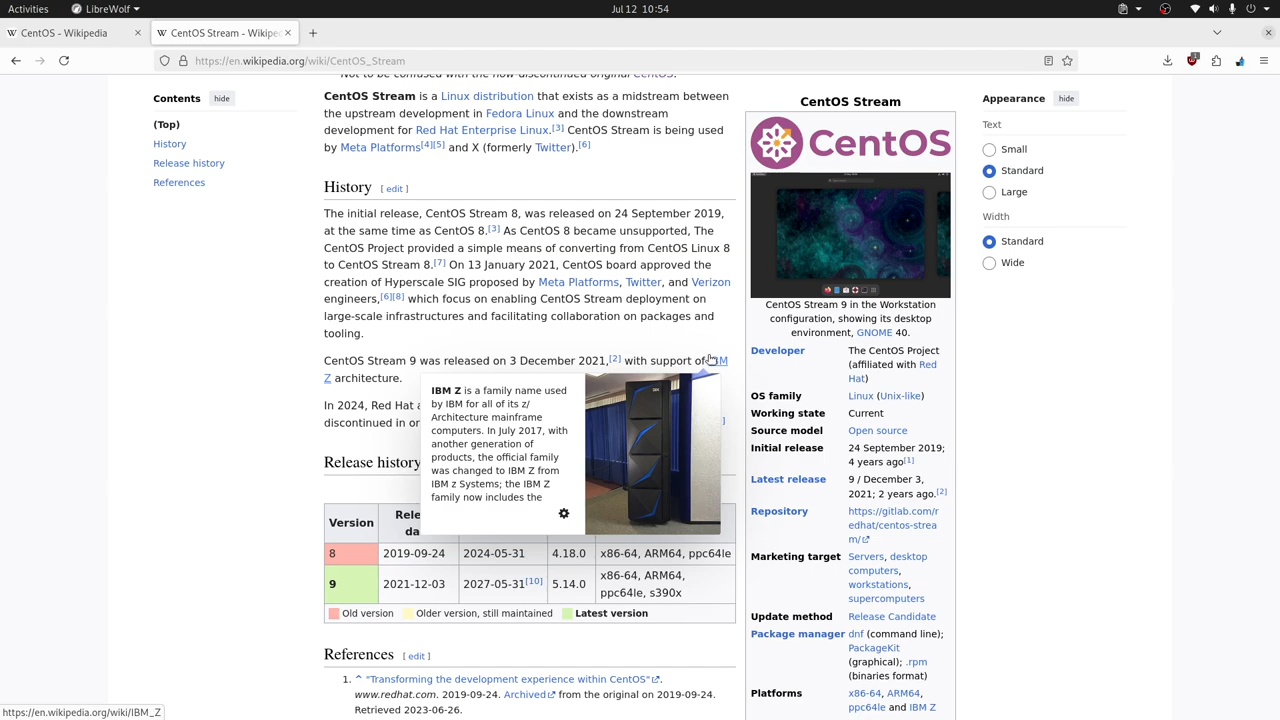 Activities
LibreWolf
Jul 12 10:54
CentOS - Wikipedia
CentOS Stream - Wikipe
https://en.wikipedia.org/wiki/CentOS_Stream
1
Contents
hide
(Top)
History
Release history
References
Not to be confused with the now-discontinued original CentOS.
CentOS Stream is a Linux distribution that exists as a midstream between
the upstream development in Fedora Linux and the downstream
development for Red Hat Enterprise Linux.[3] CentOS Stream is being used
by Meta Platforms[4][5] and X (formerly Twitter).[6]
History [ edit ]
The initial release, CentOS Stream 8, was released on 24 September 2019,
at the same time as CentOS 8.[3] As CentOS 8 became unsupported, The
CentOS Project provided a simple means of converting from CentOS Linux 8
to CentOS Stream 8.[7] On 13 January 2021, CentOS board approved the
creation of Hyperscale SIG proposed by Meta Platforms, Twitter, and Verizon
engineers,[6][8] which focus on enabling CentOS Stream deployment on
large-scale infrastructures and facilitating collaboration on packages and
tooling.
CentOS Stream 9 was released on 3 December 2021,[2] with support of IBM
Z architecture.
In 2024, Red Hat
discontinued in or
IBM Z is a family name used
by IBM for all of its z/
Architecture mainframe
computers. In July 2017, with
another generation of
products, the official family
was changed to IBM Z from
IBM z Systems; the IBM Z
family now includes the
Release history
Version
Rele
da
8 2019-09-24 2024-05-31 4.18.0 x86-64, ARM64, ppc64le
9 2021-12-03 2027-05-31[10] 5.14.0 x86-64, ARM64,
ppc64le, s390x
Old version Older version, still maintained Latest version
References [ edit ]
1. ^ "Transforming the development experience within CentOS".
www.redhat.com. 2019-09-24. Archived from the original on 2019-09-24.
Retrieved 2023-06-26.
CentOS Stream
CentOS
CentOS Stream 9 in the Workstation
configuration, showing its desktop
environment, GNOME 40.
Developer The CentOS Project
(affiliated with Red
Hat)
OS family Linux (Unix-like)
Working state Current
Source model Open source
Initial release 24 September 2019;
4 years ago[1]
Latest release 9 / December 3,
2021; 2 years ago.[2]
Repository https://gitlab.com/r
edhat/centos-strea
m/
Marketing target Servers, desktop
computers,
workstations,
supercomputers
Update method Release Candidate
Package manager dnf (command line);
PackageKit
(graphical); .rpm
(binaries format)
Platforms x86-64, ARM64,
ppc64le and IBM Z
Appearance
hide
Text
Small
Standard
Large
Width
Standard
Wide
https://en.wikipedia.org/wiki/IBM_Z